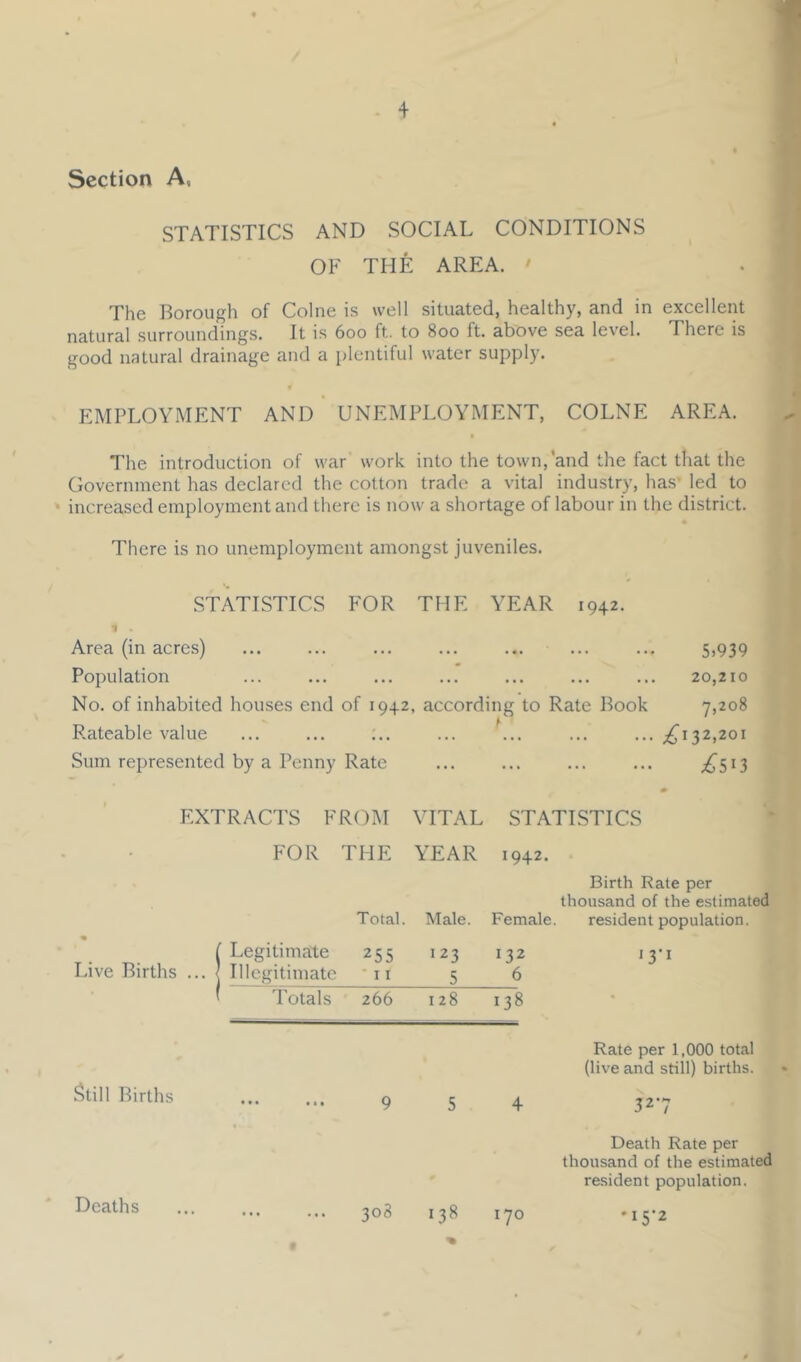 4
Section A.
STATISTICS AND SOCIAL CONDITIONS
OF THE AREA.
The Borough of Colne is well situated, healthy, and in excellent
natural surroundings. It is 600 ft. to 800 ft. above sea level. There is
good natural drainage and a plentiful water supply.
EMPLOYMENT AND UNEMPLOYMENT, COLNE AREA.
The introduction of war work into the town, and the fact that the
Government has declared the cotton trade a vital industry, has led to
increased employment and there is now a shortage of labour in the district.
There is no unemployment amongst juveniles.
STATISTICS FOR THE YEAR 1942.
Area (in acres) ... ... ... ... ... ... ... 5,939
Population ... ... ... ... ... ... ... 20,210
No. of inhabited houses end of 1942, according to Rate Book 7,208
Rateable value ... ... ... ... ... ... ... £132,201
Sum represented by a Penny Rate ... ... ... ... £513
EXTRACTS FROM VITAL STATISTICS
FOR THE YEAR 1942.
Birth Rate per
thousand of the estimated
Total. Male. Female. resident population.
Legitimate 255 123 132 13·1
Live Births ... Illegitimate 11 5 6
Totals 266 128 138
Rate per 1,000 total
(live and still) births.
Still Births ... ... 9 5 4 32·7
Death Rate per
thousand of the estimated
resident population.
Deaths ... ... ... 308 138 170 15·2